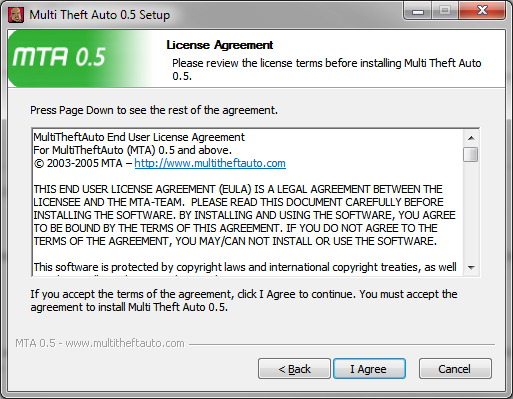 Multi Theft Auto 0.5 Setup
MTA 0.5
License Agreement
Please review the license terms before installing Multi Theft Auto
0.5.
Press Page Down to see the rest of the agreement.
MultiTheftAuto End User License Agreement
For MultiTheftAuto (MTA) 0.5 and above.
© 2003-2005 MTA – http://www.multitheftauto.com
THIS END USER LICENSE AGREEMENT (EULA) IS A LEGAL AGREEMENT BETWEEN THE
LICENSEE AND THE MTA-TEAM.  PLEASE READ THIS DOCUMENT CAREFULLY BEFORE
INSTALLING THE SOFTWARE. BY INSTALLING AND USING THE SOFTWARE, YOU AGREE
TO BE BOUND BY THE TERMS OF THIS AGREEMENT. IF YOU DO NOT AGREE TO THE
TERMS OF THE AGREEMENT, YOU MAY/CAN NOT INSTALL OR USE THE SOFTWARE.
This software is protected by copyright laws and international copyright treaties, as well
If you accept the terms of the agreement, click I Agree to continue. You must accept the
agreement to install Multi Theft Auto 0.5.
MTA 0.5 - www.multitheftauto.com
< Back
I Agree
Cancel